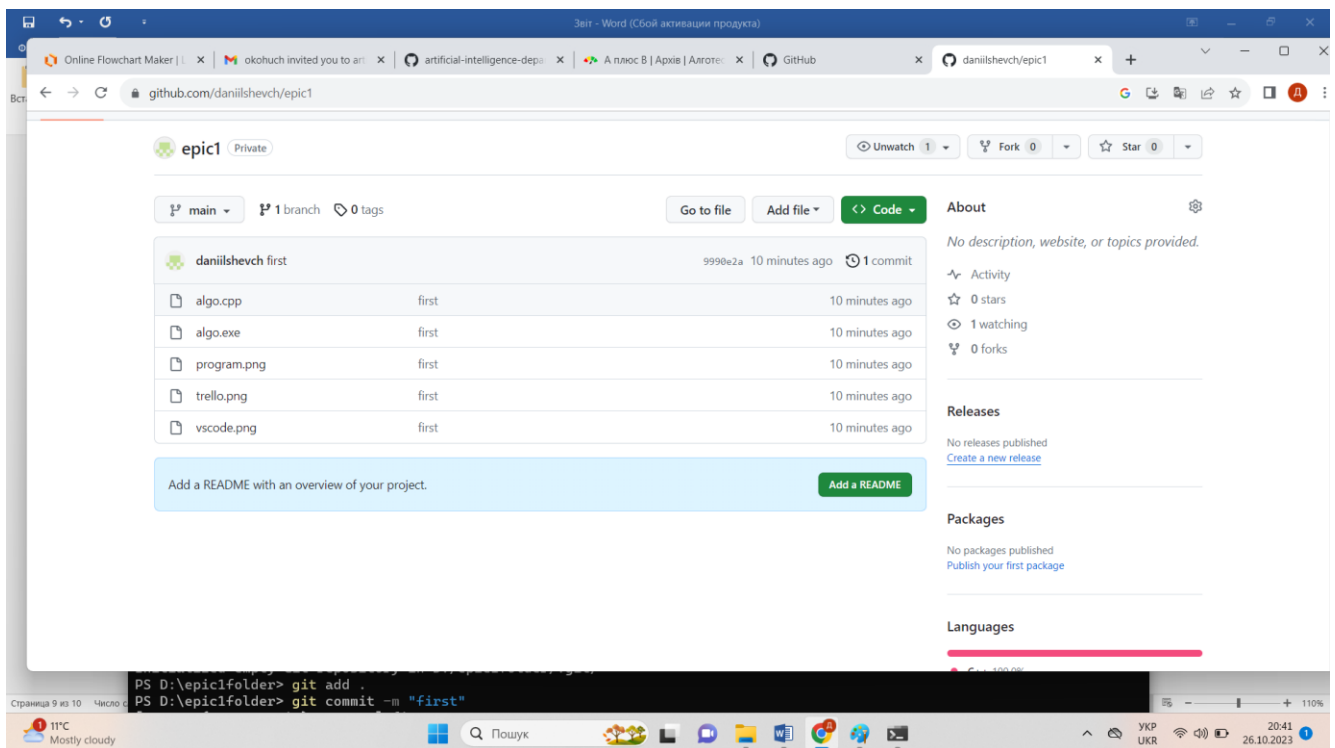 Звіт - Word (Сбой активации продукта)
Online Flowchart Maker | L
okohuch invited you to art
artificial-intelligence-depa
А плюс В | Архів | Алготес
GitHub
daniilshevch/epic1
Вст
github.com/daniilshevch/epic1
G
Д
epic1 Private
Unwatch 1
Fork 0
Star 0
main
1 branch
0 tags
Go to file
Add file
<> Code
About
No description, website, or topics provided.
daniilshevch first
9990e2a 10 minutes ago 1 commit
Activity
algo.cpp first 10 minutes ago
0 stars
algo.exe first 10 minutes ago
1 watching
program.png first 10 minutes ago
0 forks
trello.png first 10 minutes ago
vscode.png first 10 minutes ago
Releases
No releases published
Create a new release
Add a README with an overview of your project.
Add a README
Packages
No packages published
Publish your first package
Languages
PS D:\epic1folder> git add .
PS D:\epic1folder> git commit -m "first"
Страница 9 из 10 Число с
110%
1
11°C
Mostly cloudy
Пошук
УКР
UKR
20:41
26.10.2023
1